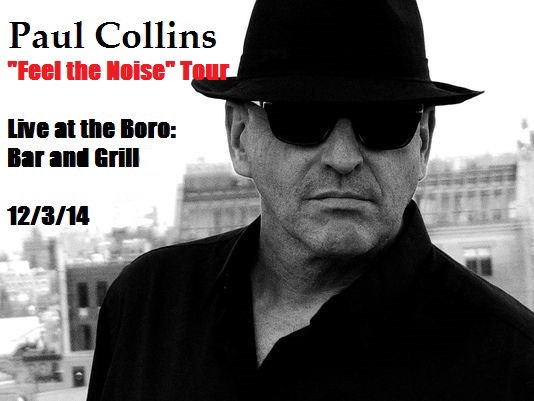 Paul Collins
"Feel the Noise" Tour
Live at the Boro:
Bar and Grill
12/3/14